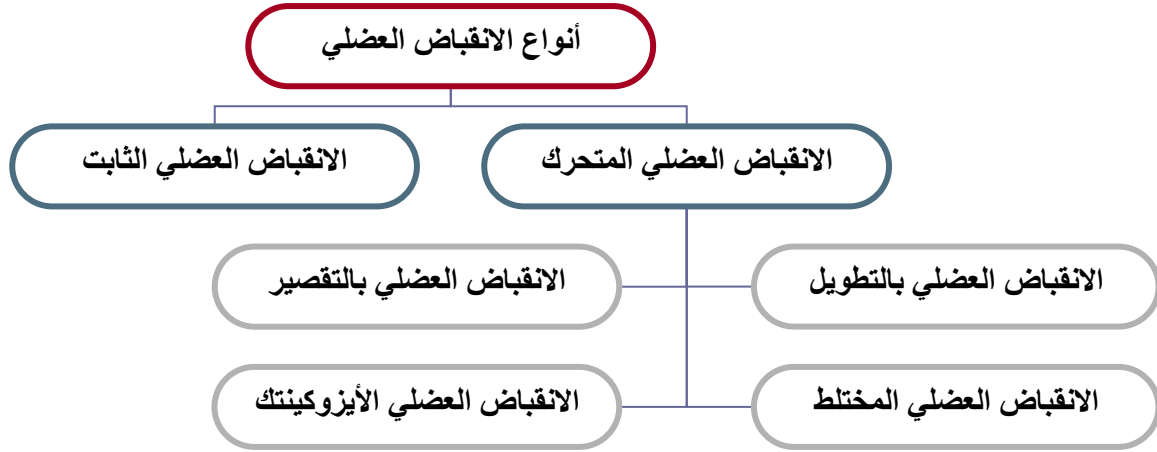 أنواع الانقباض العضلي
الانقباض العضلي المتحرك
الانقباض العضلي الثابت
الانقباض العضلي بالتطويل
الانقباض العضلي بالتقصير
الانقباض العضلي المختلط
الانقباض العضلي الأيزوكينتك